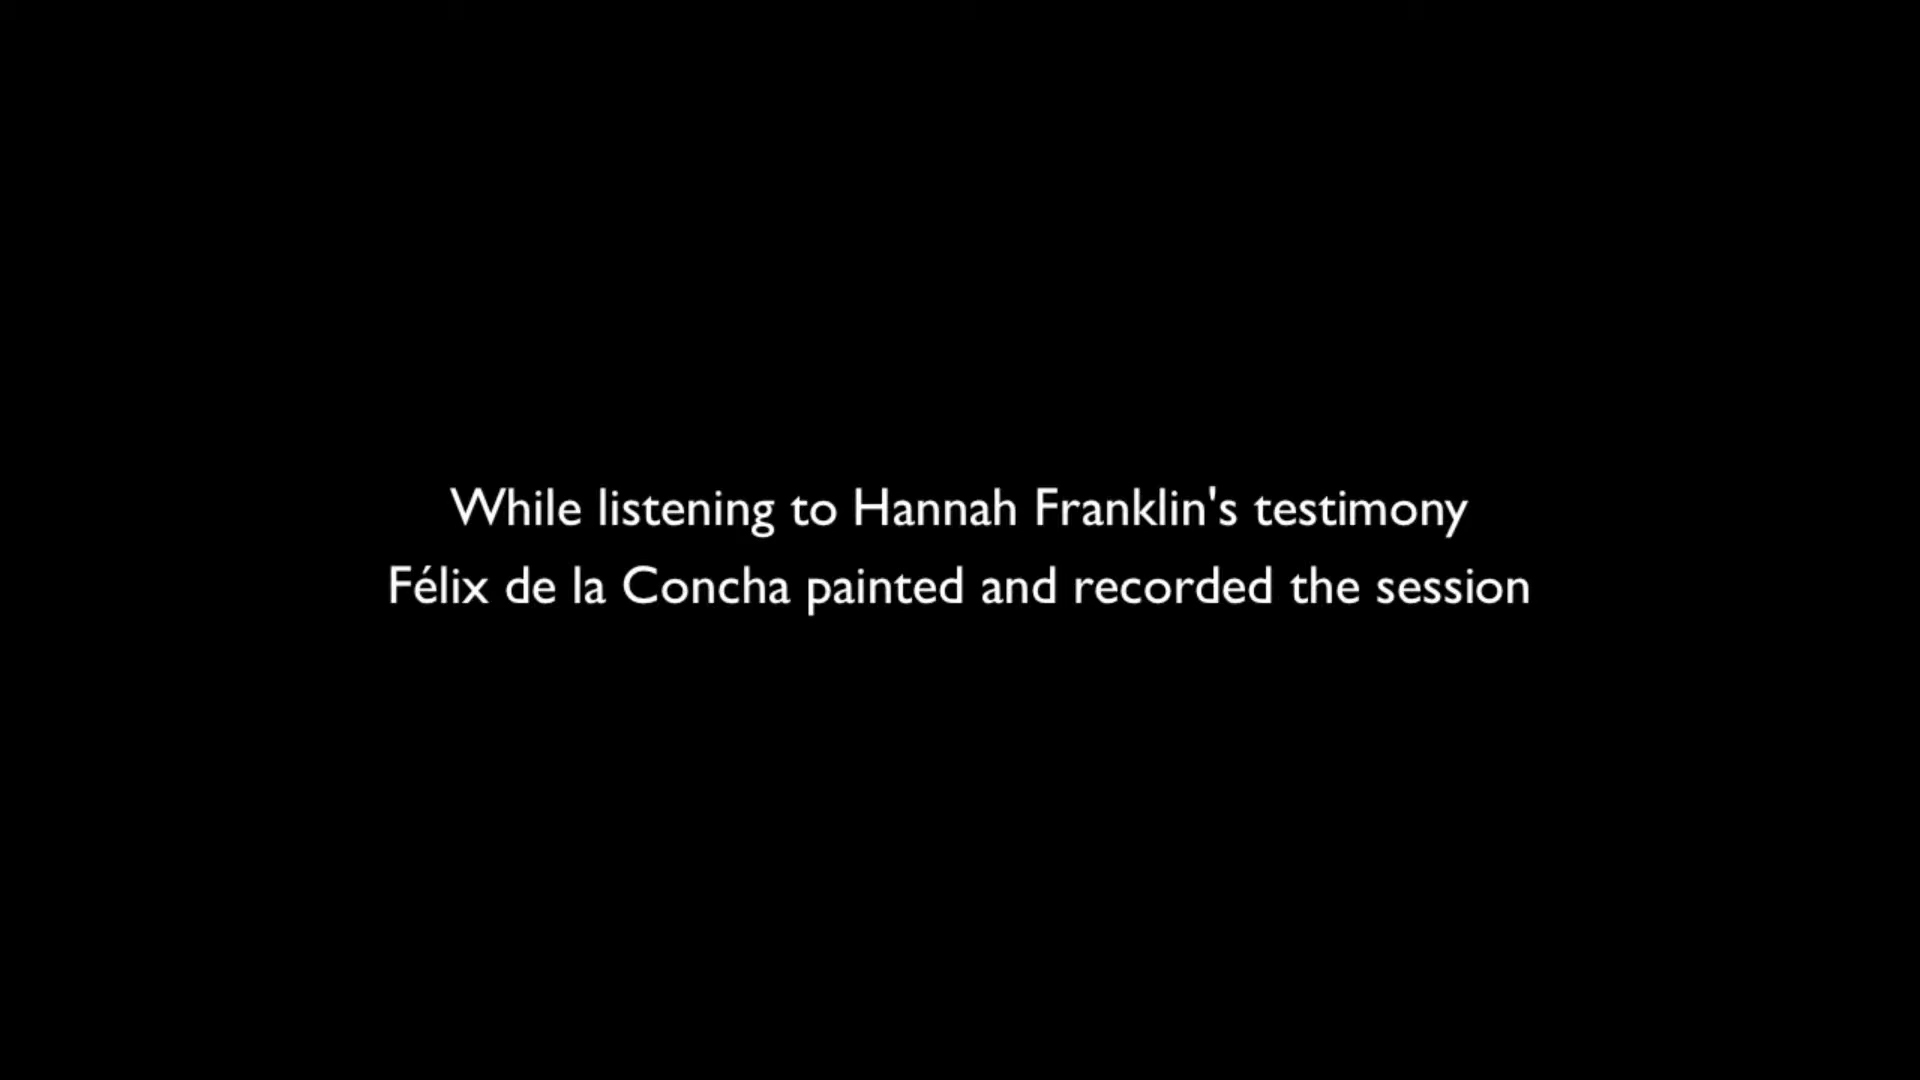 While listening to Hannah Franklin's testimony
Félix de la Concha painted and recorded the session